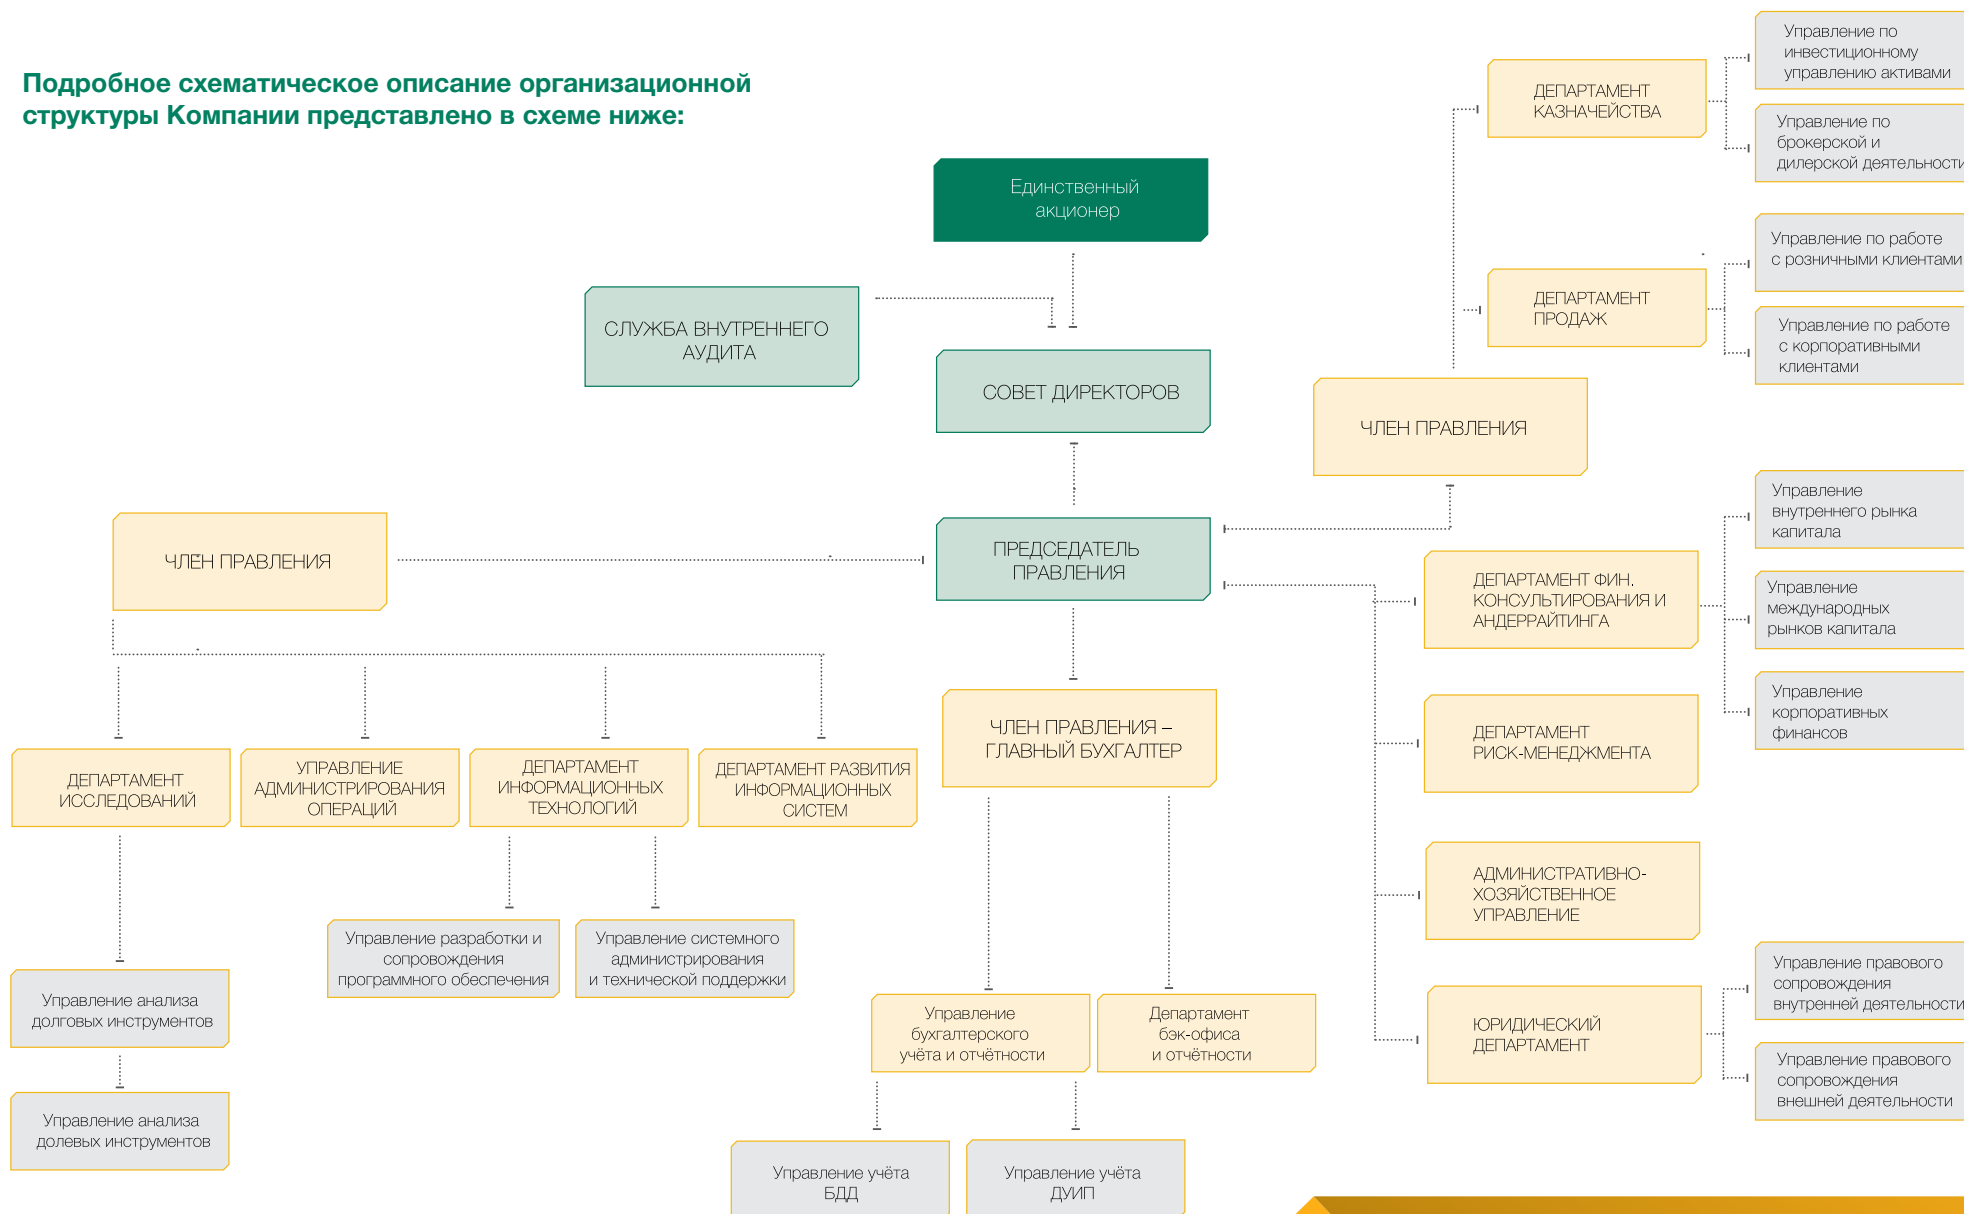 Подробное схематическое описание организационной
структуры Компании представлено в схеме ниже:
Единственный
акционер
СЛУЖБА ВНУТРЕННЕГО
АУДИТА
СОВЕТ ДИРЕКТОРОВ
ПРЕДСЕДАТЕЛЬ
ПРАВЛЕНИЯ
ЧЛЕН ПРАВЛЕНИЯ
ДЕПАРТАМЕНТ
КАЗНАЧЕЙСТВА
Управление по
инвестиционному
управлению активами
Управление по
брокерской и
дилерской деятельности
ДЕПАРТАМЕНТ
ПРОДАЖ
Управление по работе
с розничными клиентами
Управление по работе
с корпоративными
клиентами
ДЕПАРТАМЕНТ ФИН.
КОНСУЛЬТИРОВАНИЯ И
АНДЕРРАЙТИНГА
Управление
внутреннего рынка
капитала
Управление
международных
рынков капитала
Управление
корпоративных
финансов
ДЕПАРТАМЕНТ
РИСК-МЕНЕДЖМЕНТА
АДМИНИСТРАТИВНО-
ХОЗЯЙСТВЕННОЕ
УПРАВЛЕНИЕ
ЮРИДИЧЕСКИЙ
ДЕПАРТАМЕНТ
Управление правового
сопровождения
внутренней деятельности
Управление правового
сопровождения
внешней деятельности
ЧЛЕН ПРАВЛЕНИЯ
ДЕПАРТАМЕНТ
ИССЛЕДОВАНИЙ
УПРАВЛЕНИЕ
АДМИНИСТРИРОВАНИЯ
ОПЕРАЦИЙ
ДЕПАРТАМЕНТ
ИНФОРМАЦИОННЫХ
ТЕХНОЛОГИЙ
ДЕПАРТАМЕНТ РАЗВИТИЯ
ИНФОРМАЦИОННЫХ
СИСТЕМ
Управление разработки и
сопровождения
программного обеспечения
Управление системного
администрирования
и технической поддержки
Управление анализа
долговых инструментов
Управление анализа
долевых инструментов
ЧЛЕН ПРАВЛЕНИЯ –
ГЛАВНЫЙ БУХГАЛТЕР
Управление
бухгалтерского
учёта и отчётности
Департамент
бэк-офиса
и отчётности
Управление учёта
БДД
Управление учёта
ДУИП